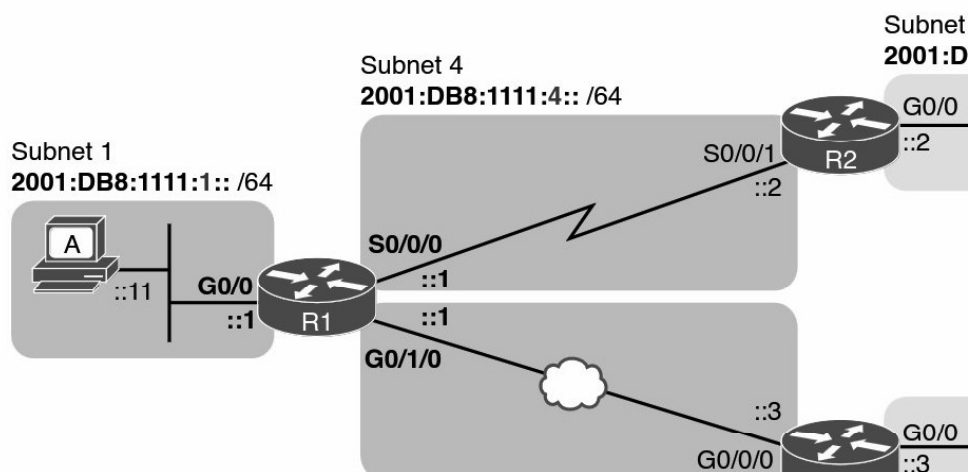 Subnet
2001:D
Subnet 4
2001:DB8:1111:4:: /64
G0/0
::2
R2
S0/0/1
::2
Subnet 1
2001:DB8:1111:1:: /64
A
::11
G0/0
::1
R1
S0/0/0
::1
::1
G0/1/0
::3
G0/0/0
G0/0
::3